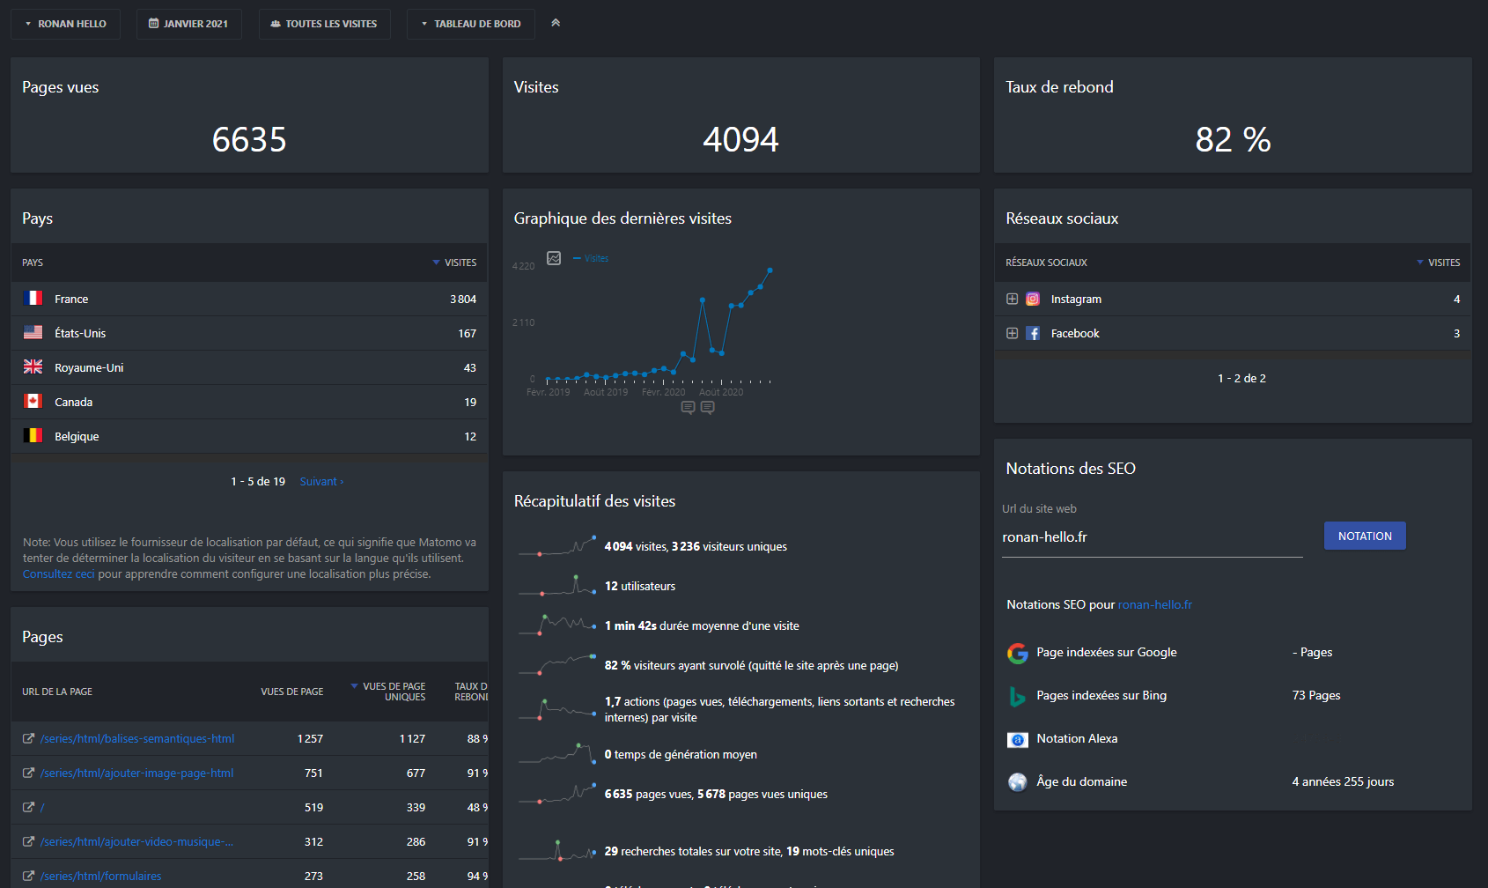 RONAN HELLO
JANVIER 2021
TOUTES LES VISITES
TABLEAU DE BORD
Pages vues
6635
Visites
4094
Taux de rebond
82 %
Pays
PAYS VISITES
France 3 804
États-Unis 167
Royaume-Uni 43
Canada 19
Belgique 12
1 - 5 de 19 Suivant ›
Note: Vous utilisez le fournisseur de localisation par défaut, ce qui signifie que Matomo va
tenter de déterminer la localisation du visiteur en se basant sur la langue qu'ils utilisent.
Consultez ceci pour apprendre comment configurer une localisation plus précise.
Pages
URL DE LA PAGE VUES DE PAGE VUES DE PAGE UNIQUES TAUX D REBOND
/series/html/balises-semantiques-html 1 257 1 127 88 %
/series/html/ajouter-image-page-html 751 677 91 %
/ 519 339 48 %
/series/html/ajouter-video-musique-... 312 286 91 %
/series/html/formulaires 273 258 94 %
Graphique des dernières visites
Visites
4 220
2 110
0
Févr. 2019 Août 2019 Févr. 2020 Août 2020
Récapitulatif des visites
4 094 visites, 3 236 visiteurs uniques
12 utilisateurs
1 min 42s durée moyenne d'une visite
82 % visiteurs ayant survolé (quitté le site après une page)
1,7 actions (pages vues, téléchargements, liens sortants et recherches
internes) par visite
0 temps de génération moyen
6 635 pages vues, 5 678 pages vues uniques
29 recherches totales sur votre site, 19 mots-clés uniques
Réseaux sociaux
RÉSEAUX SOCIAUX VISITES
Instagram 4
Facebook 3
1 - 2 de 2
Notations des SEO
Url du site web
ronan-hello.fr
NOTATION
Notations SEO pour ronan-hello.fr
Page indexées sur Google - Pages
Pages indexées sur Bing 73 Pages
Notation Alexa
Âge du domaine 4 années 255 jours